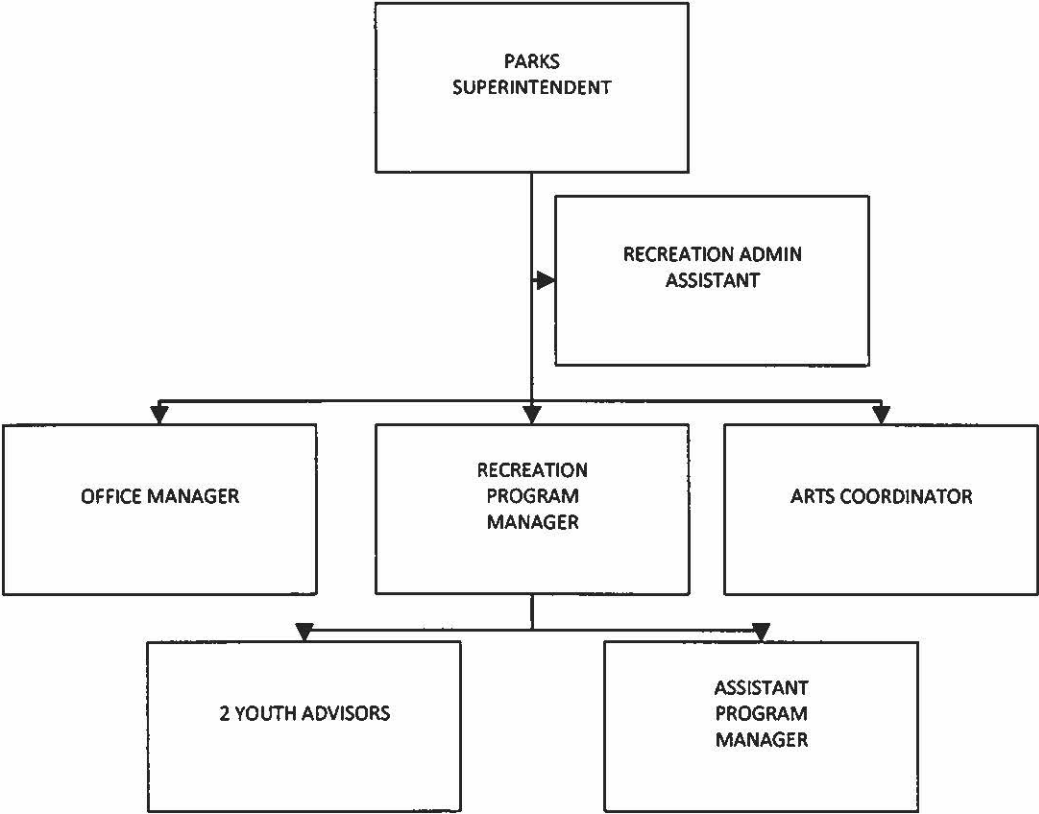 PARKS
SUPERINTENDENT
RECREATION ADMIN
ASSISTANT
OFFICE MANAGER
RECREATION
PROGRAM
MANAGER
ARTS COORDINATOR
2 YOUTH ADVISORS
ASSISTANT
PROGRAM
MANAGER